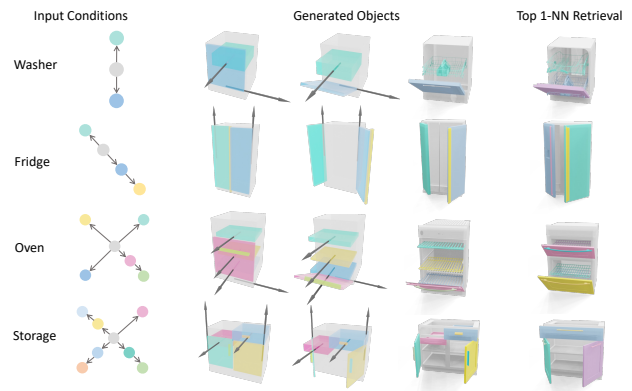 Input Conditions
Generated Objects
Top 1-NN Retrieval
Washer
Fridge
Oven
Storage